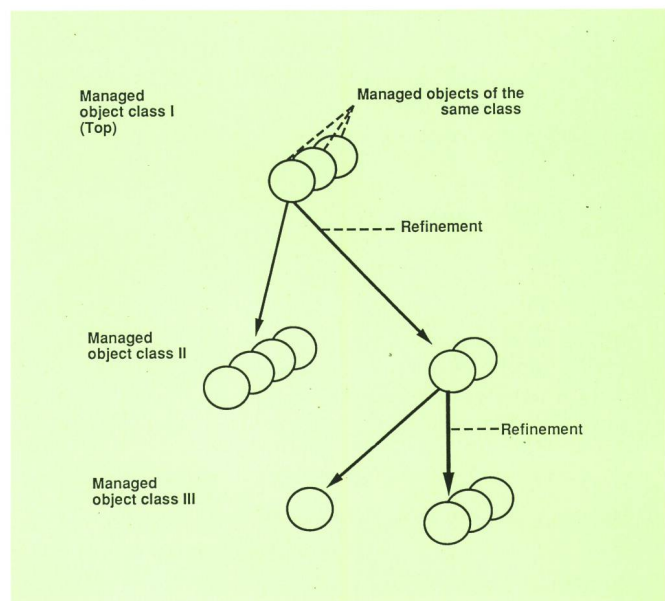 Managed
object class I
(Top)
Managed objects of the
same class
Refinement
Managed
object class II
Refinement
Managed
object class III